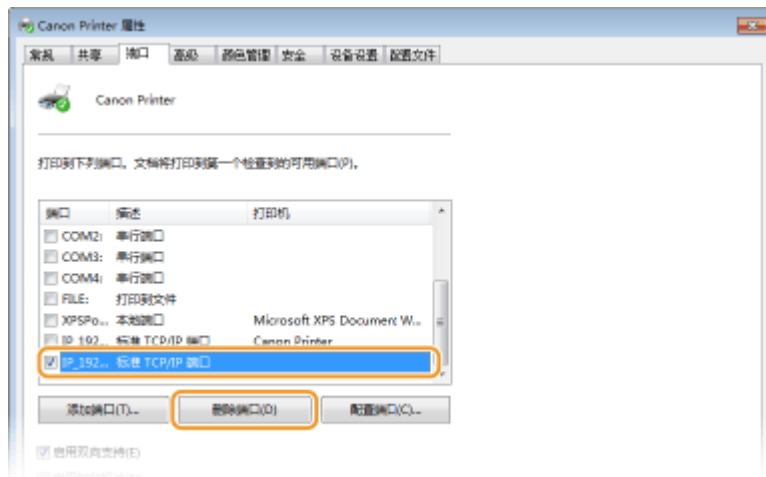 Canon Printer 属性
常规 共享 端口 高级 颜色管理 安全 设备设置 配置文件
Canon Printer
打印到下列端口。文档将打印到第一个检查到的可用端口(P)。
端口 描述 打印机
COM2: 串行端口
COM3: 串行端口
COM4: 串行端口
FILE: 打印到文件
XPSPo... 本地端口 Microsoft XPS Document W...
IP_192... 标准 TCP/IP 端口 Canon Printer
IP_192... 标准 TCP/IP 端口
添加端口(T)... 删除端口(D) 配置端口(C)...
启用双向支持(E)